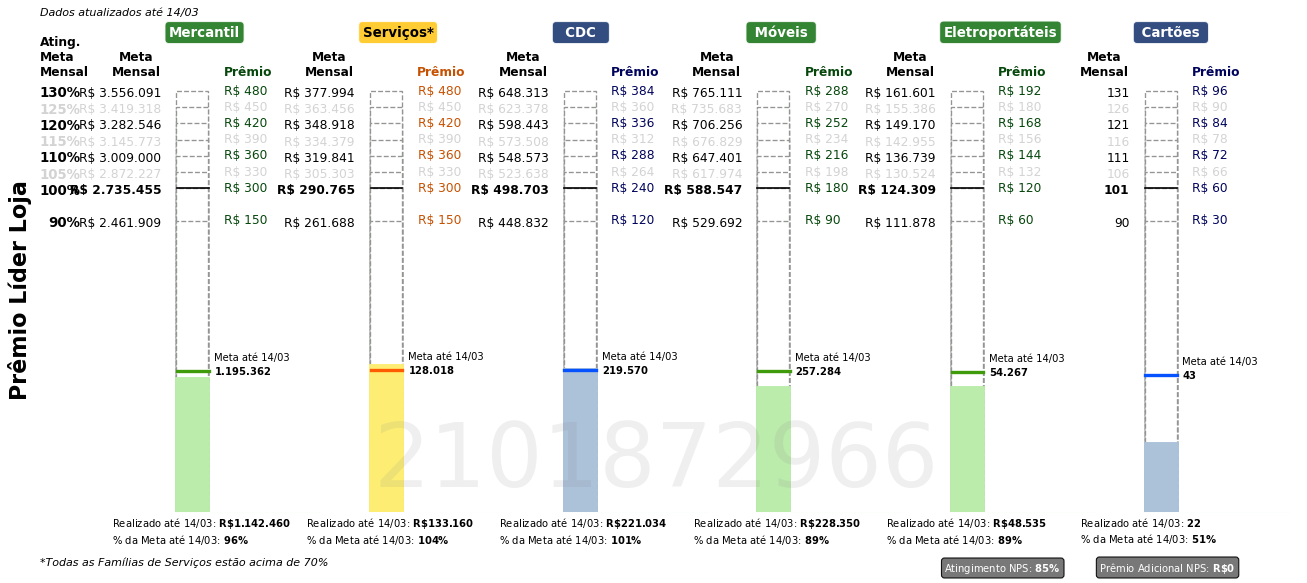 Dados atualizados até 14/03
Mercantil Serviços* CDC Móveis Eletroportáteis Cartões
Ating.
Meta Meta Meta Meta Meta Meta Meta
Mensal Mensal Prêmio Mensal Prêmio Mensal Prêmio Mensal Prêmio Mensal Prêmio Mensal Prêmio
130% R$ 3.556.091 R$ 480 R$ 377.994 R$ 480 R$ 648.313 R$ 384 R$ 765.111 R$ 288 R$ 161.601 R$ 192 131 R$ 96
125% R$ 3.419.318 R$ 450 R$ 363.456 R$ 450 R$ 623.378 R$ 360 R$ 735.683 R$ 270 R$ 155.386 R$ 180 126 R$ 90
120% R$ 3.282.546 R$ 420 R$ 348.918 R$ 420 R$ 598.443 R$ 336 R$ 706.256 R$ 252 R$ 149.170 R$ 168 121 R$ 84
115% R$ 3.145.773 R$ 390 R$ 334.379 R$ 390 R$ 573.508 R$ 312 R$ 676.829 R$ 234 R$ 142.955 R$ 156 116 R$ 78
110% R$ 3.009.000 R$ 360 R$ 319.841 R$ 360 R$ 548.573 R$ 288 R$ 647.401 R$ 216 R$ 136.739 R$ 144 111 R$ 72
105% R$ 2.872.227 R$ 330 R$ 305.303 R$ 330 R$ 523.638 R$ 264 R$ 617.974 R$ 198 R$ 130.524 R$ 132 106 R$ 66
100% R$ 2.735.455 R$ 300 R$ 290.765 R$ 300 R$ 498.703 R$ 240 R$ 588.547 R$ 180 R$ 124.309 R$ 120 101 R$ 60
90% R$ 2.461.909 R$ 150 R$ 261.688 R$ 150 R$ 448.832 R$ 120 R$ 529.692 R$ 90 R$ 111.878 R$ 60 90 R$ 30
Prêmio Líder Loja
Meta até 14/03 Meta até 14/03 Meta até 14/03 Meta até 14/03 Meta até 14/03 Meta até 14/03
1.195.362 128.018 219.570 257.284 54.267 43
2101872966
Realizado até 14/03: R$1.142.460 Realizado até 14/03: R$133.160 Realizado até 14/03: R$221.034 Realizado até 14/03: R$228.350 Realizado até 14/03: R$48.535 Realizado até 14/03: 22
% da Meta até 14/03: 96% % da Meta até 14/03: 104% % da Meta até 14/03: 101% % da Meta até 14/03: 89% % da Meta até 14/03: 89% % da Meta até 14/03: 51%
*Todas as Famílias de Serviços estão acima de 70% Atingimento NPS: 85% Prêmio Adicional NPS: R$0